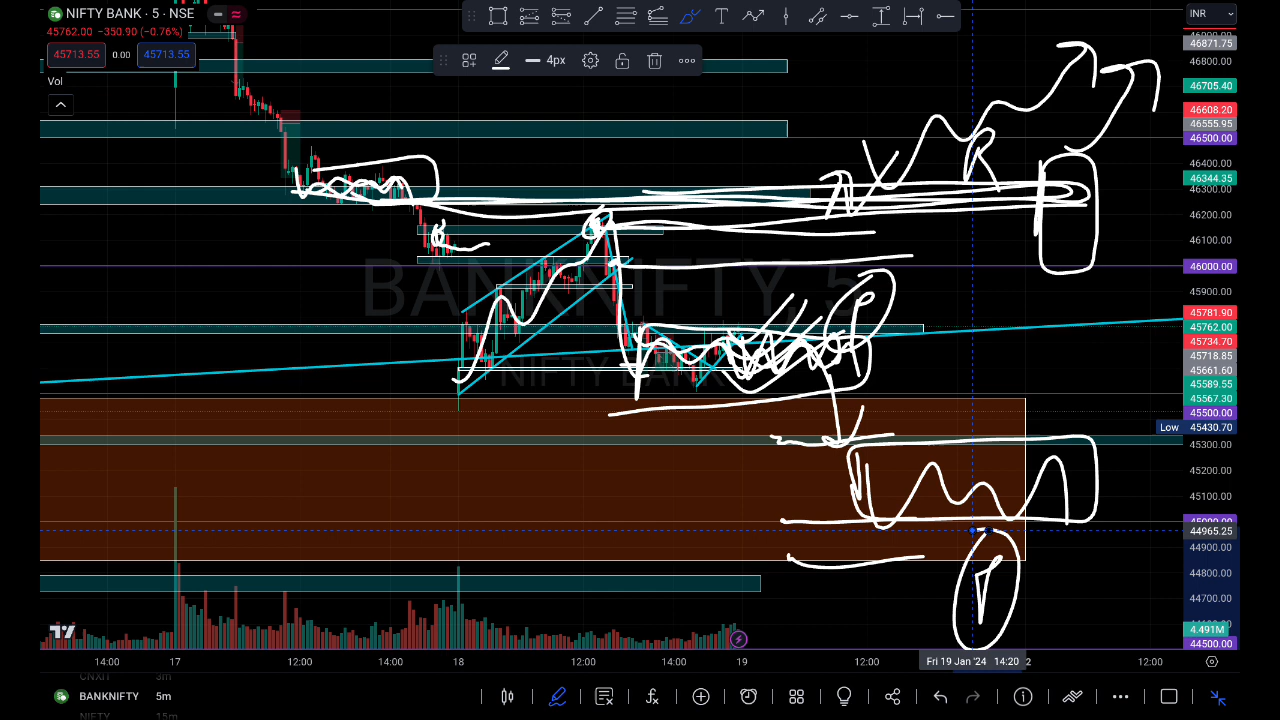 NIFTY BANK · 5 · NSE
INR
45762.00 −350.90 (−0.76%)
45713.55 0.00 45713.55
4px
Vol
BANKNIFTY, 5
NIFTY BANK
46871.75
46800.00
46705.40
46608.20
46555.95
46500.00
46400.00
46344.35
46300.00
46200.00
46100.00
46000.00
45900.00
45781.90
45762.00
45734.70
45718.85
45661.60
45589.55
45567.30
45500.00
Low 45430.70
45300.00
45200.00
45100.00
44965.25
44900.00
44800.00
44700.00
4.491M
44500.00
R
R
P
P
P
14:00 17 12:00 14:00 18 12:00 14:00 19 12:00 Fri 19 Jan '24 14:20 2 12:00
CNXIT 3m
BANKNIFTY 5m
NIFTY 15m